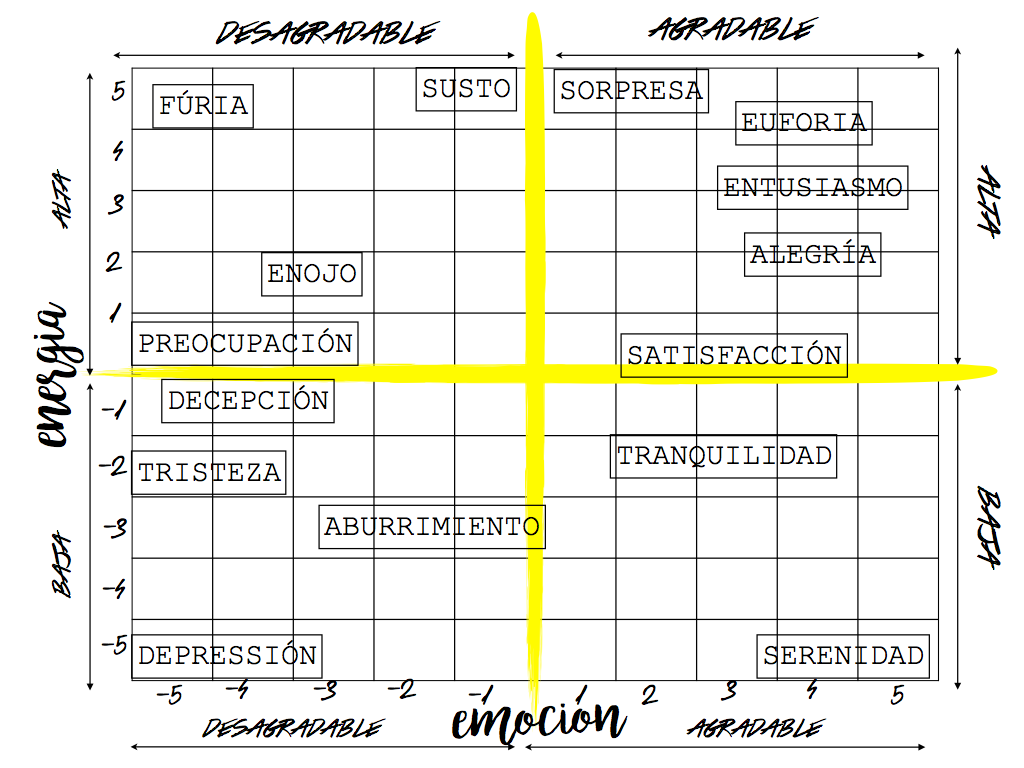 DESAGRADABLE
AGRADABLE
5
SUSTO
SORPRESA
FÚRIA
EUFORIA
4
ALTA
3
ENTUSIASMO
ALTA
2
ENOJO
ALEGRÍA
1
PREOCUPACIÓN
SATISFACCIÓN
energia
-1
DECEPCIÓN
-2
TRISTEZA
TRANQUILIDAD
-3
ABURRIMIENTO
BAJA
BAJA
-4
-5
DEPRESSIÓN
SERENIDAD
-5 -4 -3 -2 -1 1 2 3 4 5
emoción
DESAGRADABLE
AGRADABLE